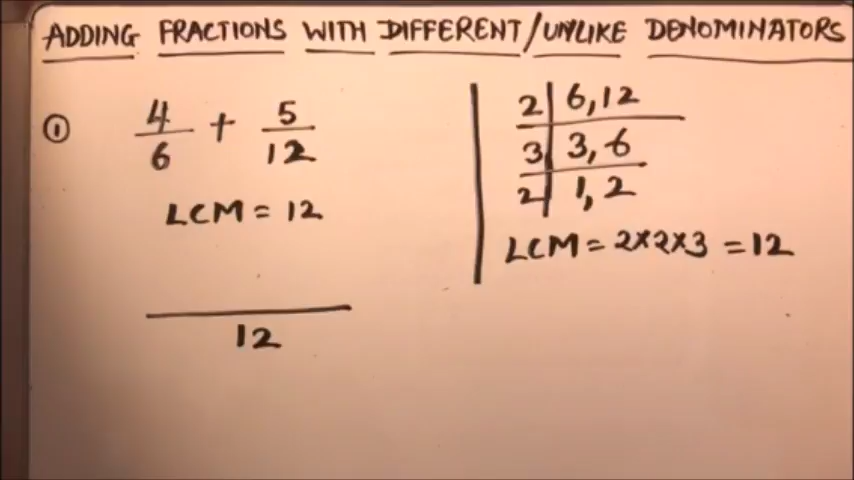 ADDING FRACTIONS WITH DIFFERENT/UNLIKE DENOMINATORS
① 4/6 + 5/12
LCM = 12
12
2 | 6, 12
3 | 3, 6
2 | 1, 2
LCM = 2×2×3 = 12